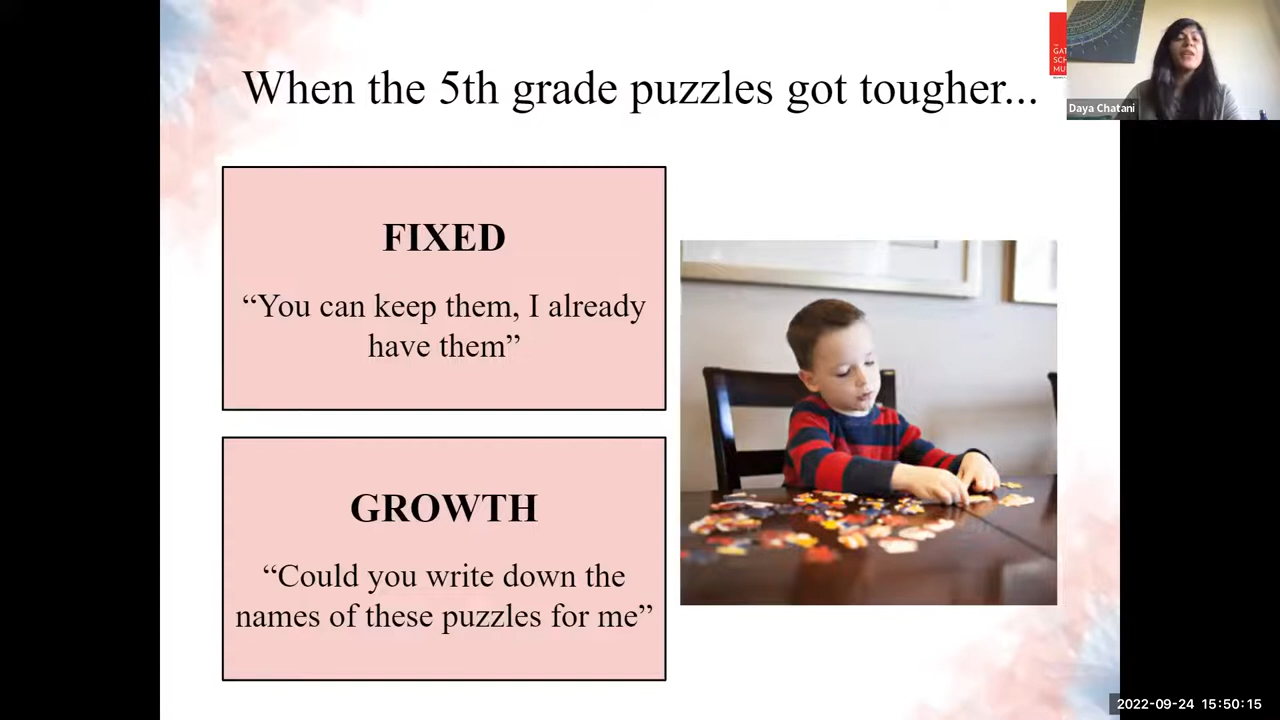 When the 5th grade puzzles got tougher...
FIXED
“You can keep them, I already
have them”
GROWTH
“Could you write down the
names of these puzzles for me”
Daya Chatani
2022-09-24 15:50:15